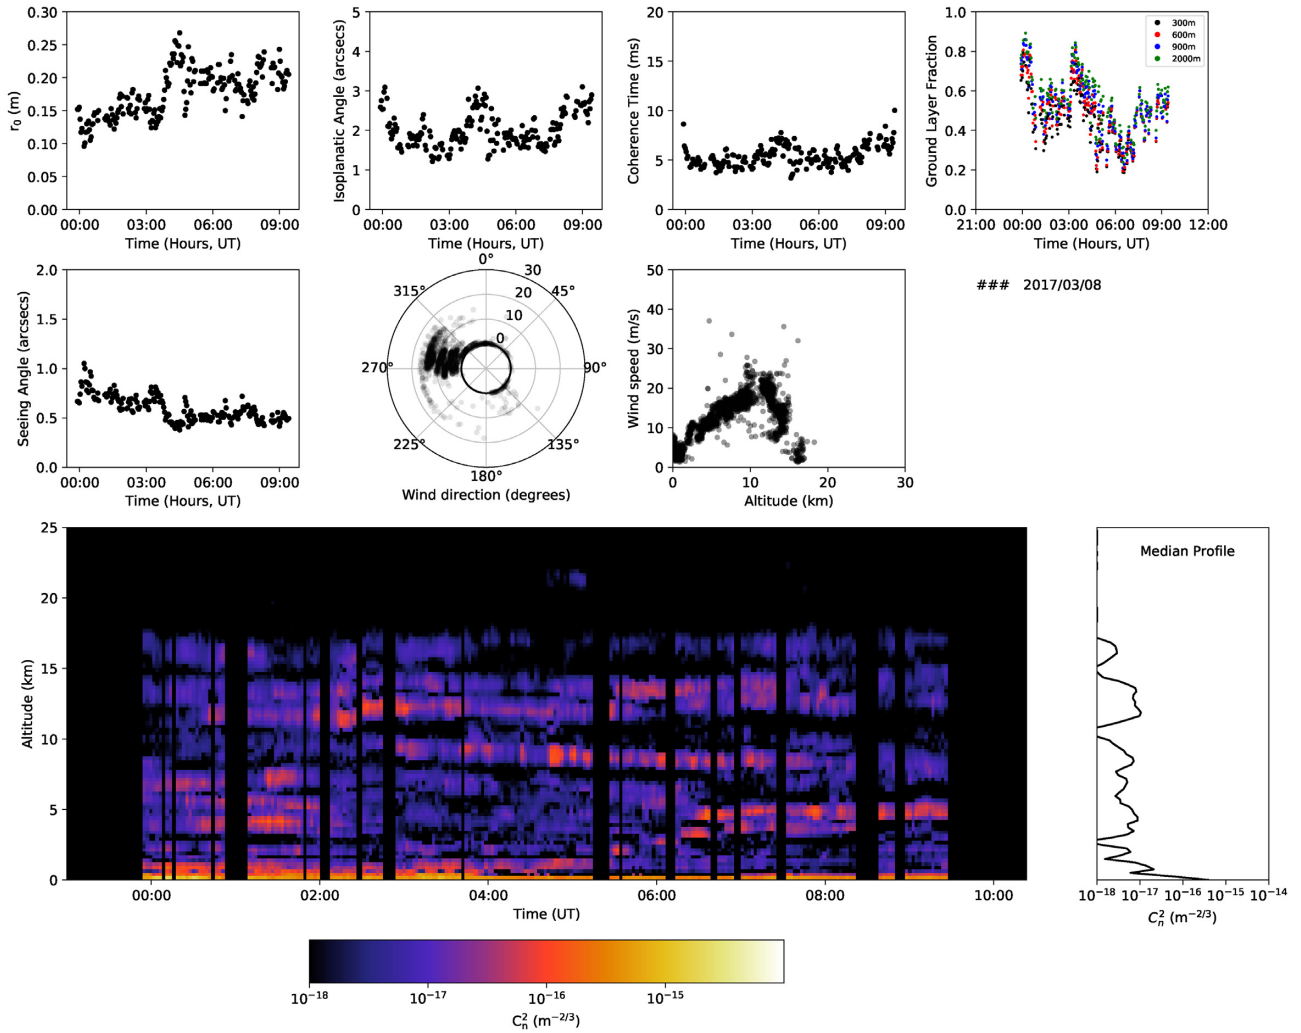 0.30
0.25
0.20
0.15
0.10
0.05
0.00
r₀ (m)
00:00 03:00 06:00 09:00
Time (Hours, UT)
5
4
3
2
1
0
Isoplanatic Angle (arcsecs)
00:00 03:00 06:00 09:00
Time (Hours, UT)
20
15
10
5
0
Coherence Time (ms)
00:00 03:00 06:00 09:00
Time (Hours, UT)
1.0
0.8
0.6
0.4
0.2
0.0
Ground Layer Fraction
300m
600m
900m
2000m
21:00 00:00 03:00 06:00 09:00 12:00
Time (Hours, UT)
2.0
1.5
1.0
0.5
0.0
Seeing Angle (arcsecs)
00:00 03:00 06:00 09:00
Time (Hours, UT)
0°
45°
90°
135°
180°
225°
270°
315°
30
20
10
0
Wind direction (degrees)
50
40
30
20
10
0
Wind speed (m/s)
0 10 20 30
Altitude (km)
### 2017/03/08
25
20
15
10
5
0
Altitude (km)
00:00 02:00 04:00 06:00 08:00 10:00
Time (UT)
Median Profile
10⁻¹⁸ 10⁻¹⁷ 10⁻¹⁶ 10⁻¹⁵ 10⁻¹⁴
Cₙ² (m⁻²ᐟ³)
10⁻¹⁸ 10⁻¹⁷ 10⁻¹⁶ 10⁻¹⁵
Cₙ² (m⁻²ᐟ³)